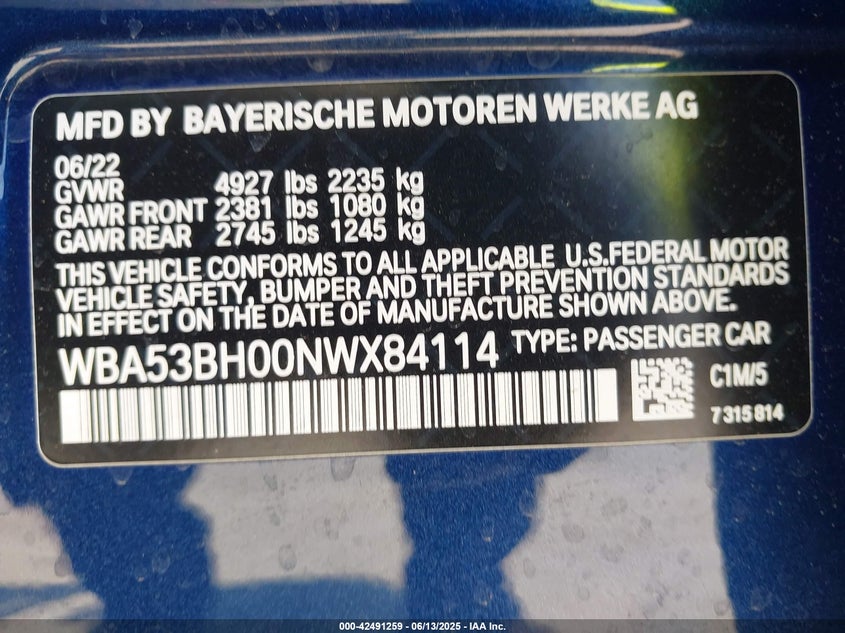 MFD BY BAYERISCHE MOTOREN WERKE AG
06/22
GVWR 4927 lbs 2235 kg
GAWR FRONT 2381 lbs 1080 kg
GAWR REAR 2745 lbs 1245 kg
THIS VEHICLE CONFORMS TO ALL APPLICABLE U.S.FEDERAL MOTOR
VEHICLE SAFETY, BUMPER AND THEFT PREVENTION STANDARDS
IN EFFECT ON THE DATE OF MANUFACTURE SHOWN ABOVE.
WBA53BH00NWX84114 TYPE: PASSENGER CAR
C1M/5
7315814
000-42491259 - 06/13/2025 - IAA Inc.